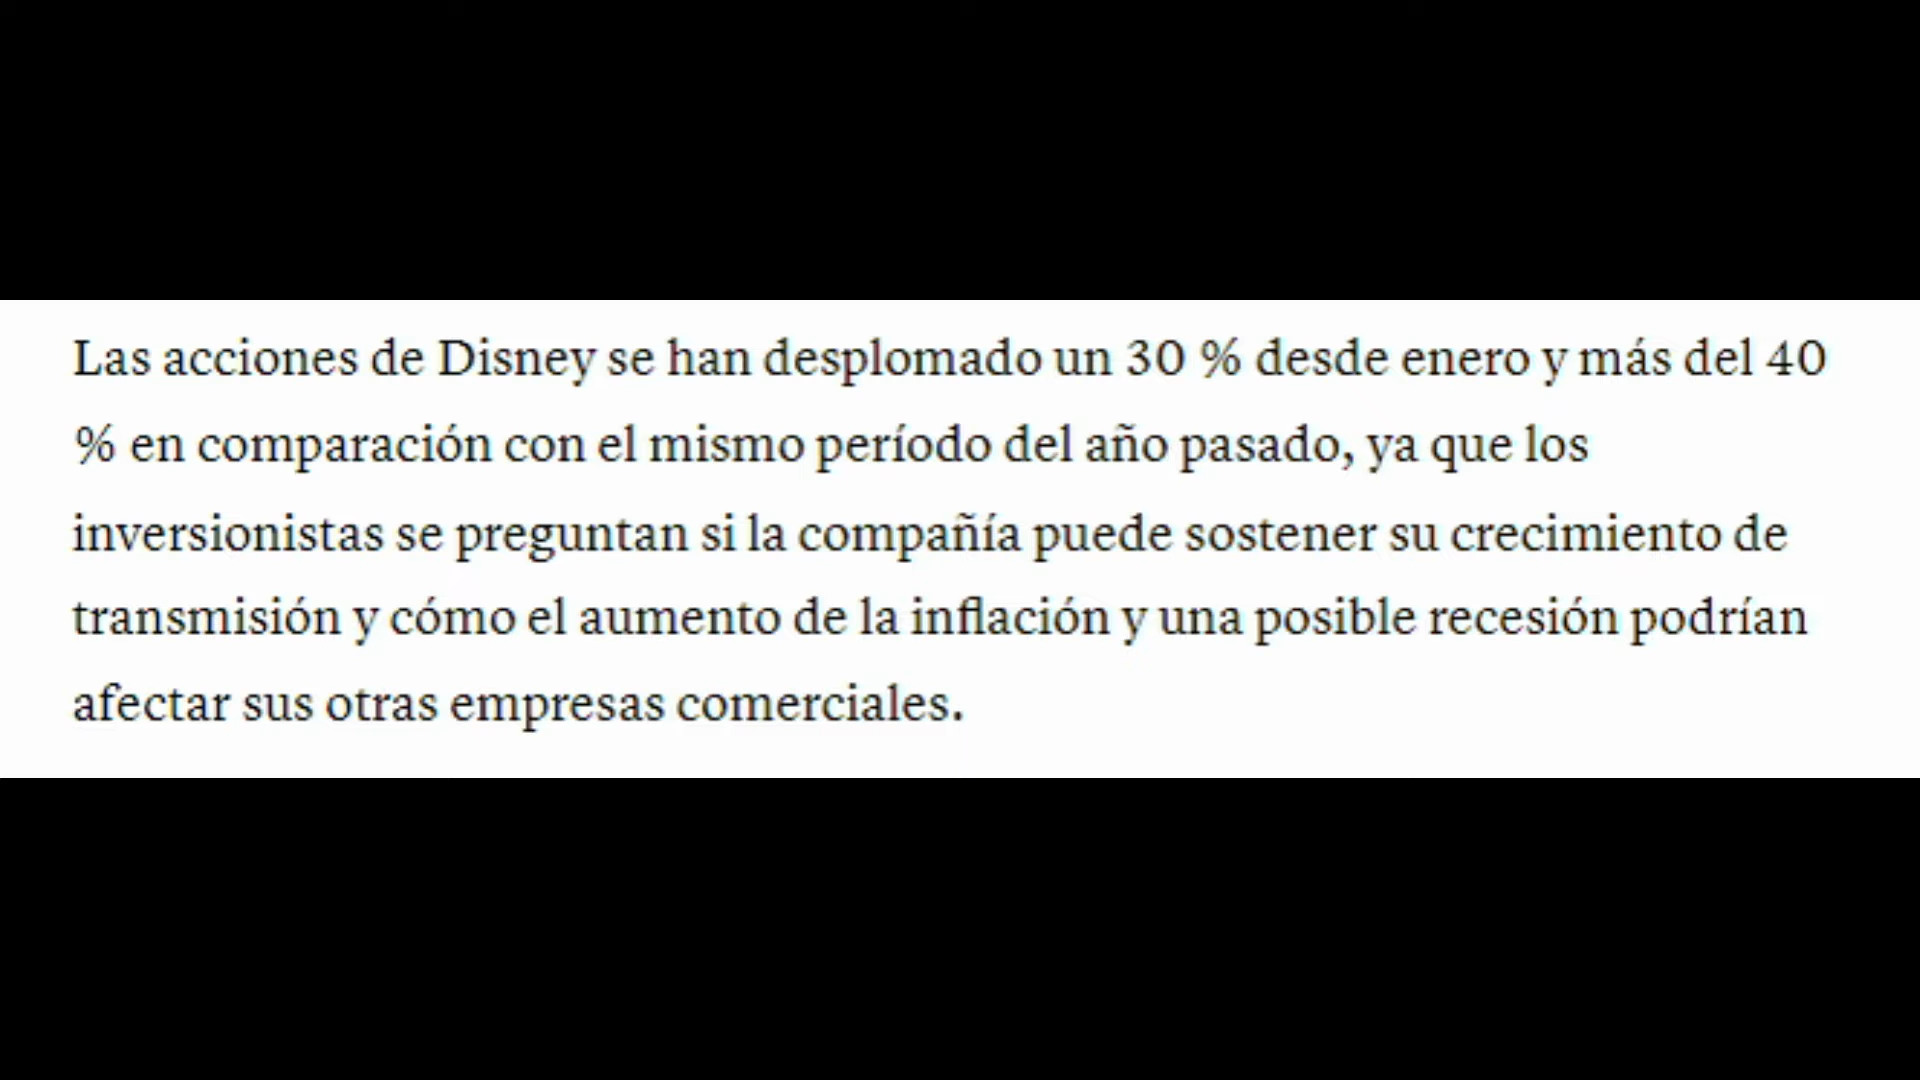 Las acciones de Disney se han desplomado un 30 % desde enero y más del 40
% en comparación con el mismo período del año pasado, ya que los
inversionistas se preguntan si la compañía puede sostener su crecimiento de
transmisión y cómo el aumento de la inflación y una posible recesión podrían
afectar sus otras empresas comerciales.